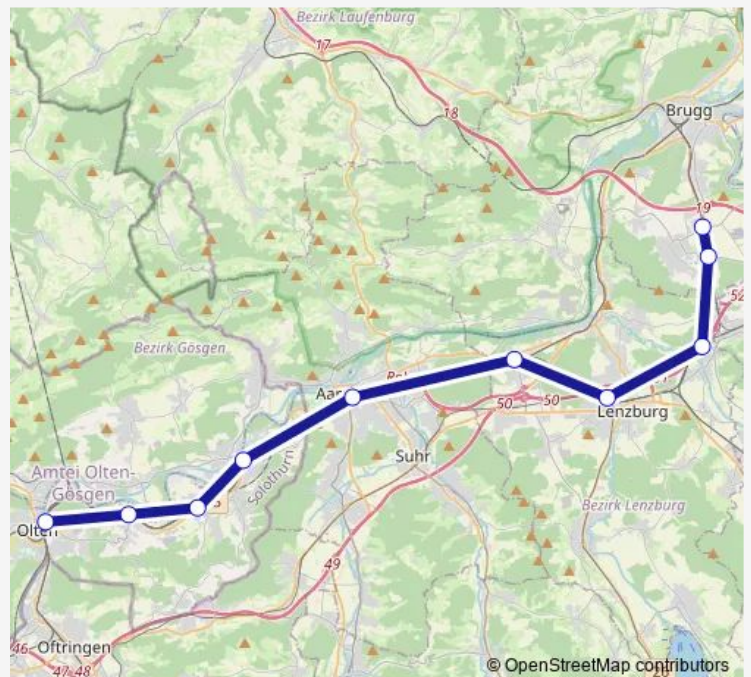 Bezirk Laufenburg
17
18
Brugg
19
52
Bezirk Gösgen
Aar
50
50
Lenzburg
Suhr
Solothurn
Amtei Olten-
Gösgen
Olten
Bezirk Lenzburg
49
Oftringen
46
47-48
© OpenStreetMap contributors
26